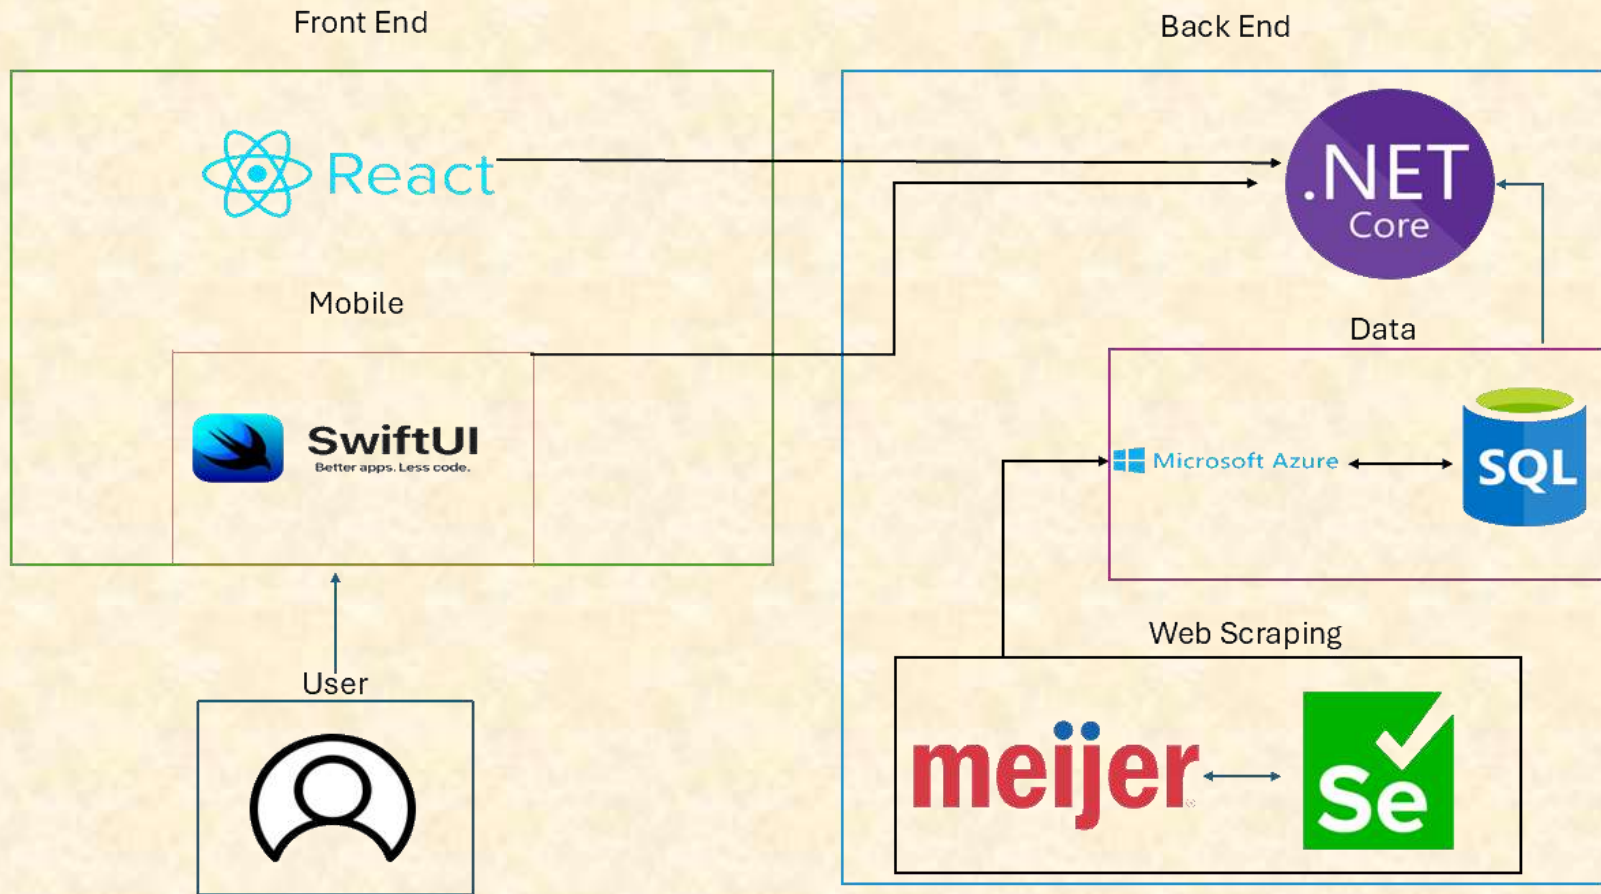 Front End
Back End
React
.NET
Core
Mobile
Data
SwiftUI
Better apps. Less code.
Microsoft Azure
SQL
Web Scraping
User
meijer
Se